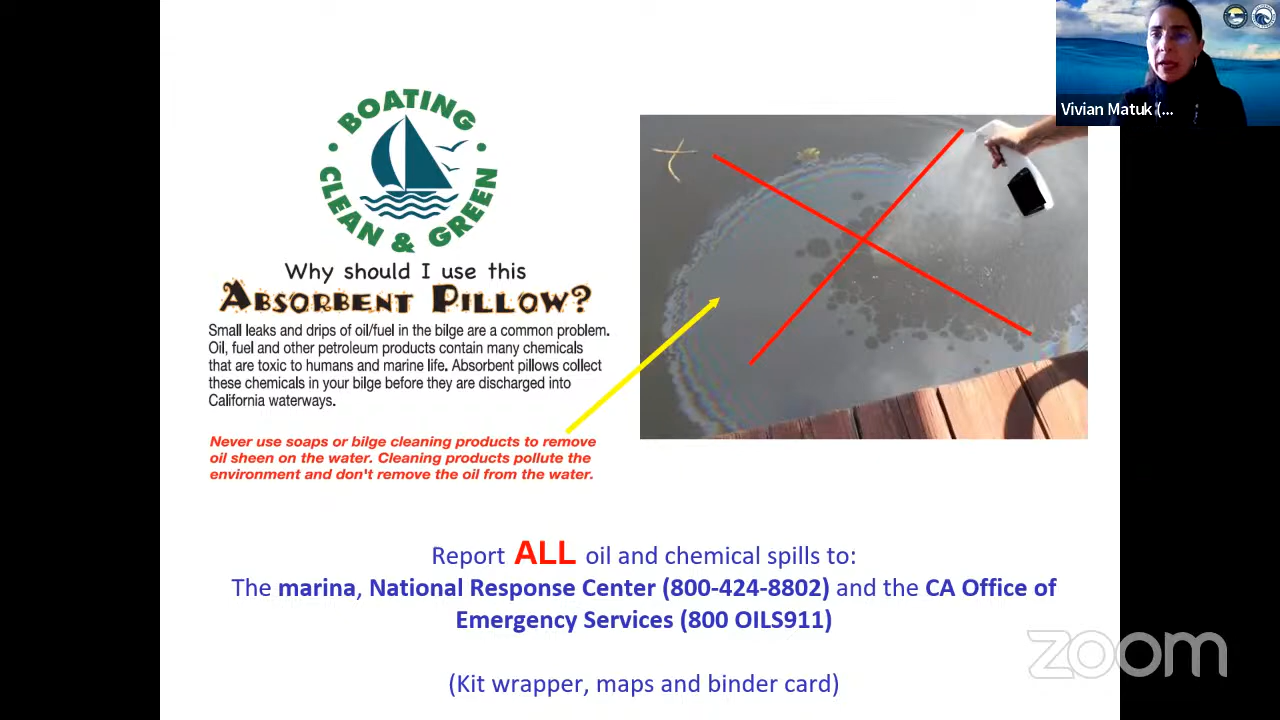 BOATING
CLEAN & GREEN
Why should I use this
ABSORBENT PILLOW?
Small leaks and drips of oil/fuel in the bilge are a common problem.
Oil, fuel and other petroleum products contain many chemicals
that are toxic to humans and marine life. Absorbent pillows collect
these chemicals in your bilge before they are discharged into
California waterways.
Never use soaps or bilge cleaning products to remove
oil sheen on the water. Cleaning products pollute the
environment and don't remove the oil from the water.
Vivian Matuk (...
Report ALL oil and chemical spills to:
The marina, National Response Center (800-424-8802) and the CA Office of
Emergency Services (800 OILS911)
(Kit wrapper, maps and binder card)
zoom